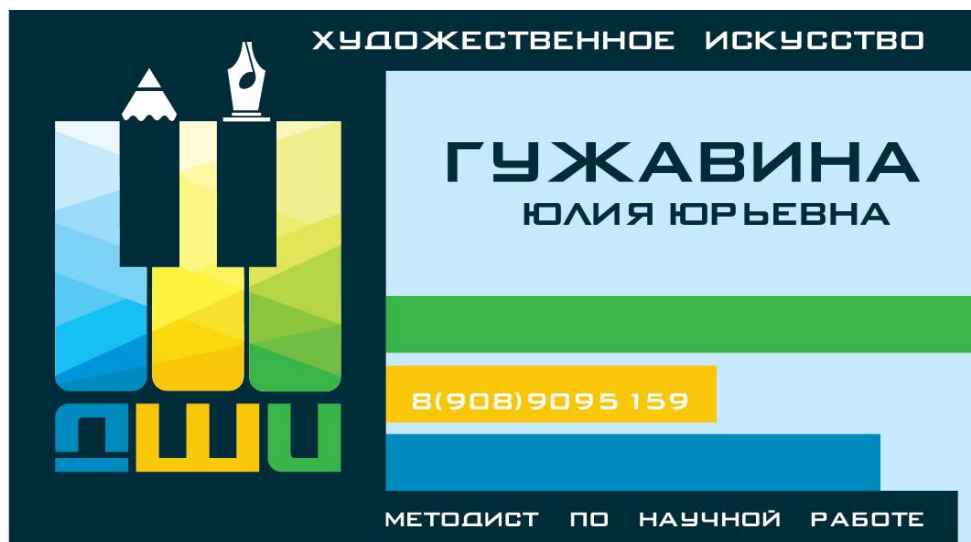 ХУДОЖЕСТВЕННОЕ ИСКУССТВО
ГУЖАВИНА
ЮЛИЯ ЮРЬЕВНА
8(908)9095 159
ДШИ
МЕТОДИСТ ПО НАУЧНОЙ РАБОТЕ